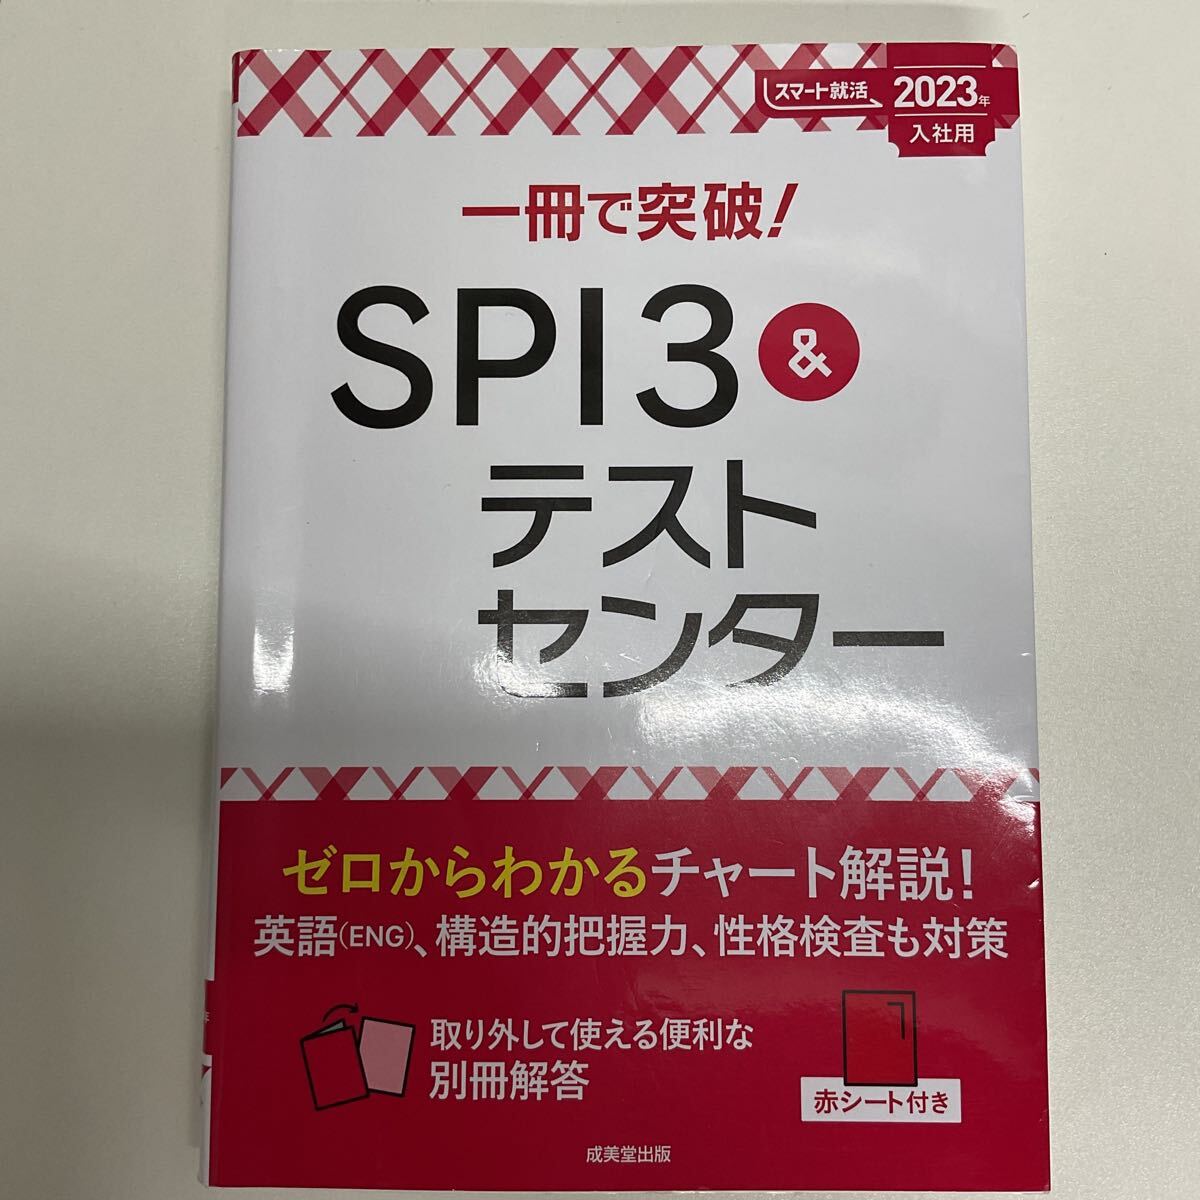 スマート就活
2023年
入社用
一冊で突破!
SPI3&
テスト
センター
ゼロからわかるチャート解説!
英語(ENG)、構造的把握力、性格検査も対策
取り外して使える便利な
別冊解答
赤シート付き
成美堂出版
年